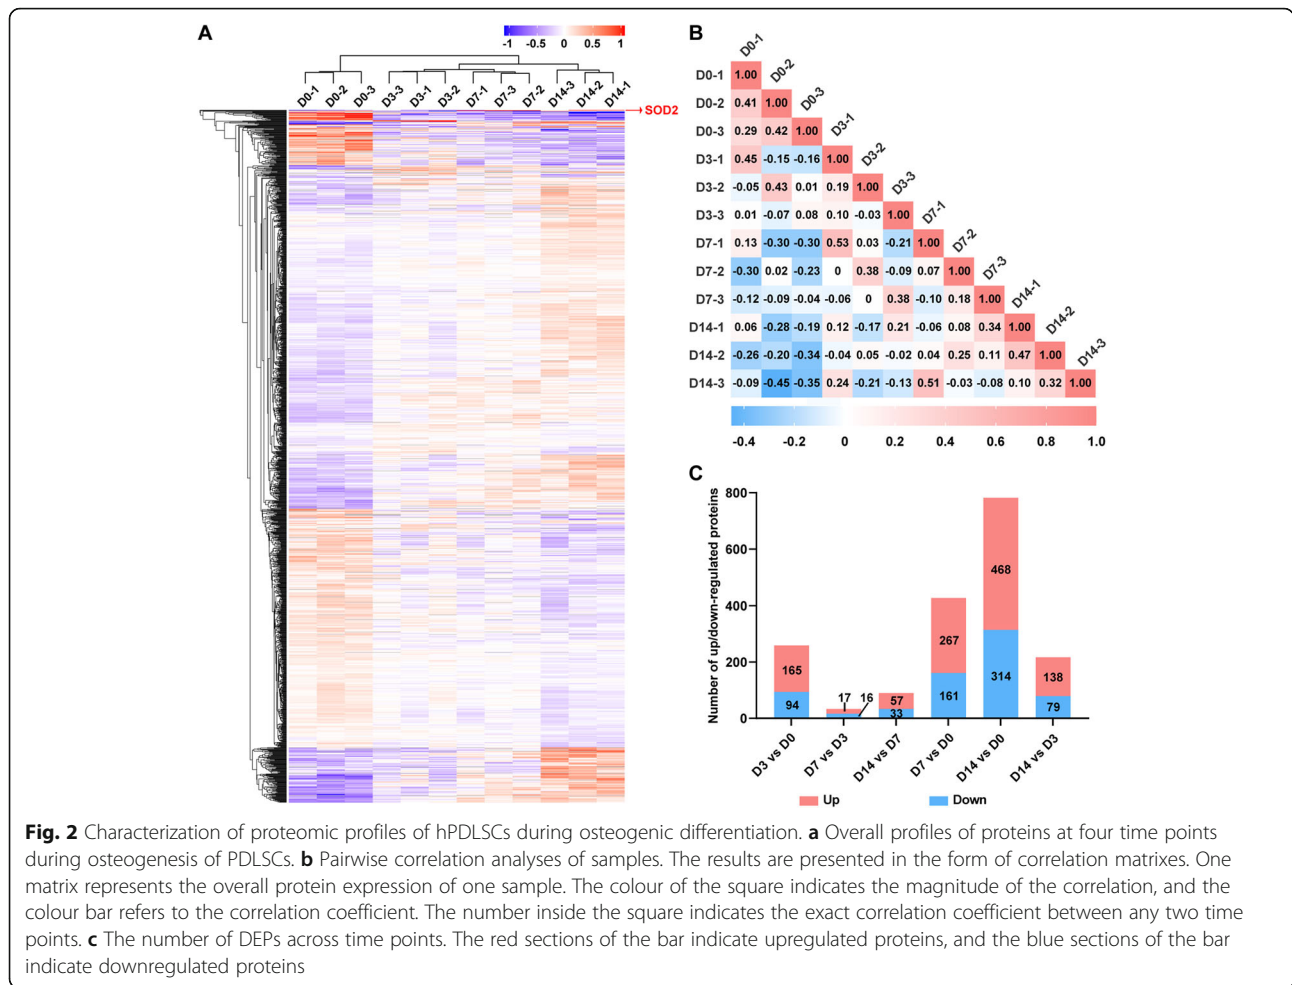 A
-1 -0.5 0 0.5 1
D0-1 D0-2 D0-3 D3-3 D3-1 D3-2 D7-1 D7-3 D7-2 D14-3 D14-2 D14-1
SOD2
B
D0-1
D0-1 1.00 D0-2
D0-2 0.41 1.00 D0-3
D0-3 0.29 0.42 1.00 D3-1
D3-1 0.45 -0.15 -0.16 1.00 D3-2
D3-2 -0.05 0.43 0.01 0.19 1.00 D3-3
D3-3 0.01 -0.07 0.08 0.10 -0.03 1.00 D7-1
D7-1 0.13 -0.30 -0.30 0.53 0.03 -0.21 1.00 D7-2
D7-2 -0.30 0.02 -0.23 0 0.38 -0.09 0.07 1.00 D7-3
D7-3 -0.12 -0.09 -0.04 -0.06 0 0.38 -0.10 0.18 1.00 D14-1
D14-1 0.06 -0.28 -0.19 0.12 -0.17 0.21 -0.06 0.08 0.34 1.00 D14-2
D14-2 -0.26 -0.20 -0.34 -0.04 0.05 -0.02 0.04 0.25 0.11 0.47 1.00 D14-3
D14-3 -0.09 -0.45 -0.35 0.24 -0.21 -0.13 0.51 -0.03 -0.08 0.10 0.32 1.00
-0.4 -0.2 0 0.2 0.4 0.6 0.8 1.0
C
Number of up/down-regulated proteins
800
600
400
200
0
165
94
17 16
57
33
267
161
468
314
138
79
D3 vs D0 D7 vs D3 D14 vs D7 D7 vs D0 D14 vs D0 D14 vs D3
Up Down
Fig. 2 Characterization of proteomic profiles of hPDLSCs during osteogenic differentiation. a Overall profiles of proteins at four time points
during osteogenesis of PDLSCs. b Pairwise correlation analyses of samples. The results are presented in the form of correlation matrixes. One
matrix represents the overall protein expression of one sample. The colour of the square indicates the magnitude of the correlation, and the
colour bar refers to the correlation coefficient. The number inside the square indicates the exact correlation coefficient between any two time
points. c The number of DEPs across time points. The red sections of the bar indicate upregulated proteins, and the blue sections of the bar
indicate downregulated proteins